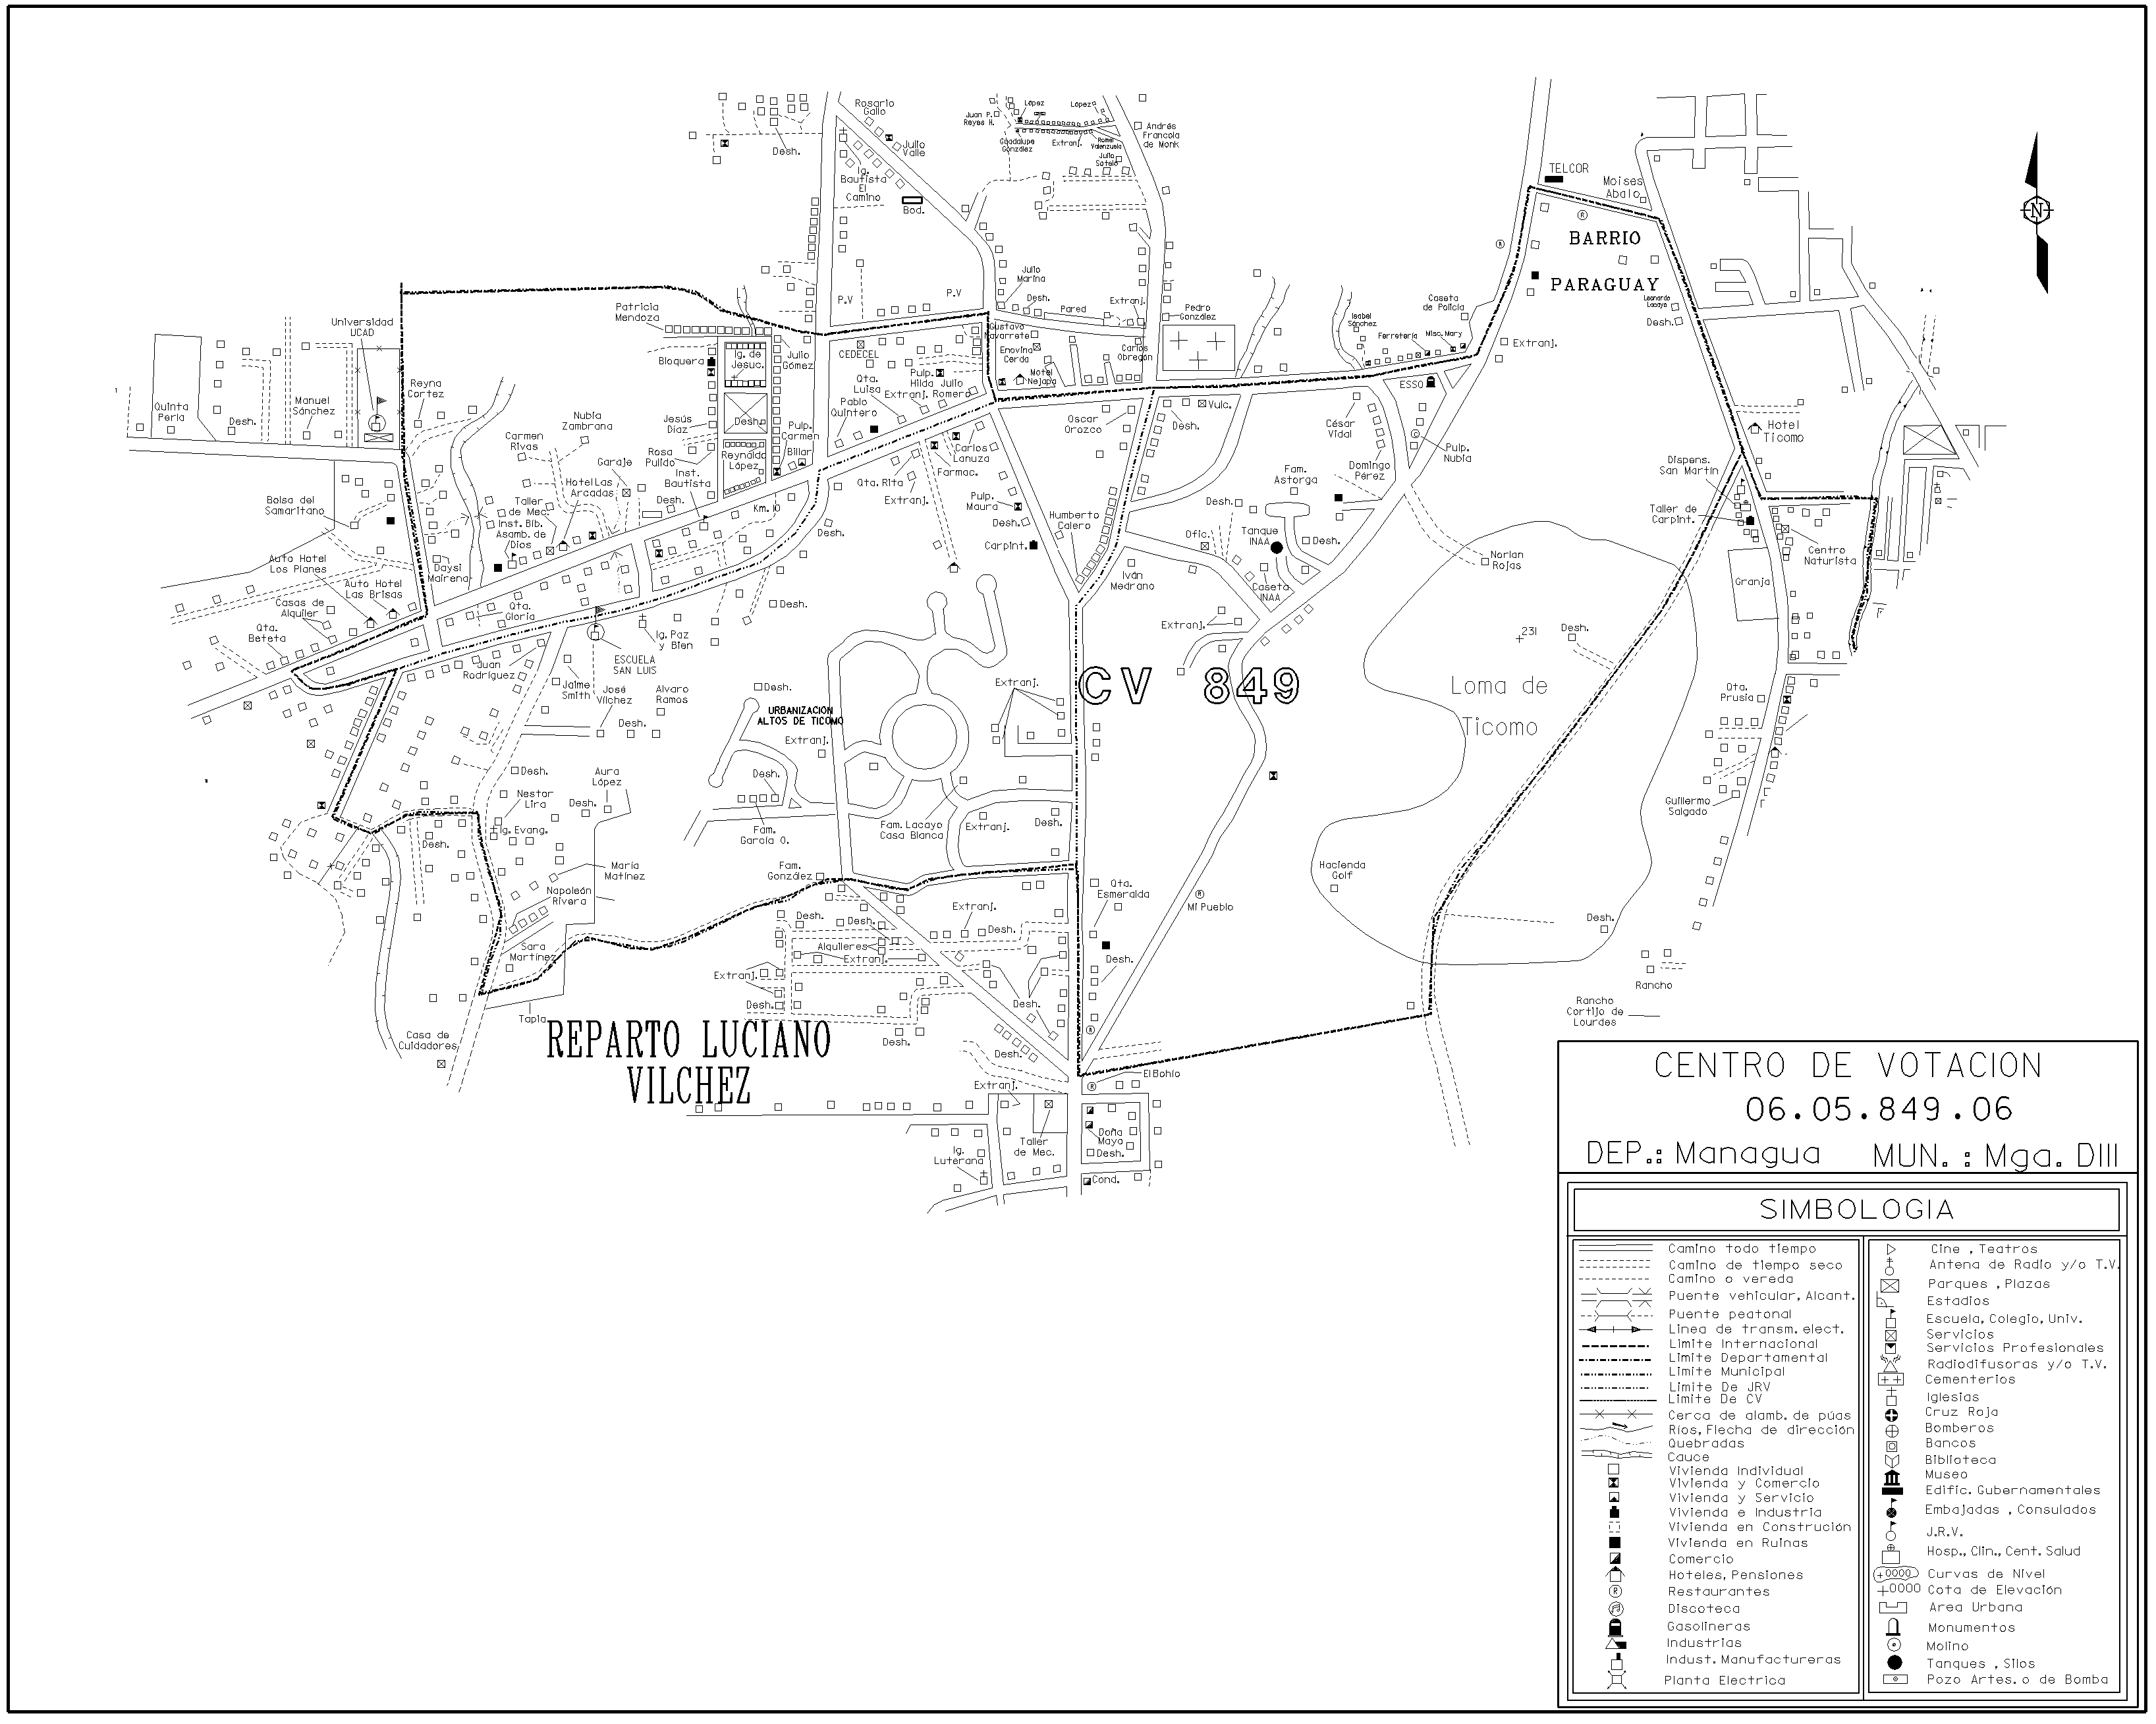 Rosario
Gallo
Julio
Valle
Desh.
Ig.
Bautista
El
Camino
Bod.
Juan P.
Reyes H.
López
López
Guadalupe
González
Extranj.
Romel
Valenzuela
Julio
Sotelo
Andrés
Francola
de Monk
TELCOR
Moises
Abalo
BARRIO
PARAGUAY
Leonardo
Lacayo
Desh.
N
Patricia
Mendoza
P.V
P.V
Julio
Marina
Desh.
Pared
Extranj.
Pedro
González
Isabel
Sánchez
Caseta
de Policía
Ferretería
Misc. Mary
Extranj.
Universidad
UCAD
Bloquera
Ig. de
Jesuc.
Julio
Gómez
CEDECEL
Gustavo
Navarrete
Enovina
Cerda
Carlos
Obregón
Motel
Nejapa
ESSO
Quinta
Perla
Desh.
Manuel
Sánchez
Reyna
Cortez
Qta.
Luisa
Pulp.
Hilda
Julio
Romero
Extranj.
Pablo
Quintero
Oscar
Orozco
Vulc.
Desh.
César
Vidal
Pulp.
Nubia
Hotel
Ticomo
Carmen
Rivas
Nubia
Zambrana
Garaje
Jesús
Díaz
Desh.
Pulp.
Carmen
Rosa
Pulido
Reynaldo
López
Billar
Inst.
Bautista
Carlos
Lanuza
Farmac.
Qta. Rita
Extranj.
Pulp.
Maura
Desh.
Carpint.
Humberto
Calero
Fam.
Astorga
Domingo
Pérez
Dispens.
San Martin
Taller de
Carpint.
Bolsa del
Samaritano
Hotel Las
Arcadas
Taller
de Mec.
Inst. Bib.
Asamb. de
Dios
Desh.
Km. 10
Desh.
Desh.
Tanque
INAA
Desh.
Ofic.
Norlan
Rojas
Centro
Naturista
Granja
Auto Hotel
Los Planes
Auto Hotel
Las Brisas
Daysi
Mairena
Iván
Medrano
Caseta
INAA
Casas de
Alquiler
Qta.
Gloria
Desh.
Extranj.
231
Desh.
Qta.
Beteta
Juan
Rodríguez
ESCUELA
SAN LUIS
Ig. Paz
y Bien
Jaime
Smith
José
Vílchez
Alvaro
Ramos
Desh.
Desh.
URBANIZACION
ALTOS DE TICOMO
Extranj.
Extranj.
CV 849
Loma de
Ticomo
Qta.
Prusia
Desh.
Aura
López
Nestor
Lira
Desh.
Desh.
Ig. Evang.
Desh.
Fam.
García O.
Fam. Lacayo
Casa Blanca
Extranj.
Desh.
Guillermo
Salgado
María
Matínez
Napoleón
Rivera
Fam.
González
Qta.
Esmeralda
Hacienda
Golf
Mi Pueblo
Desh.
Desh.
Desh.
Extranj.
Desh.
Alquileres
Extranj.
Sara
Martínez
Extranj.
Desh.
Desh.
Desh.
Rancho
Rancho
Cortijo de
Lourdes
Tapia
Casa de
Cuidadores
REPARTO LUCIANO
VILCHEZ
Desh.
Desh.
El Bohío
Extranj.
Taller
de Mec.
Doña
Maya
Desh.
Ig.
Luterana
Cond.
CENTRO DE VOTACION
06.05.849.06
DEP.: Managua MUN. : Mga. DIII
SIMBOLOGIA
Camino todo tiempo
Camino de tiempo seco
Camino o vereda
Puente vehicular, Alcant.
Puente peatonal
Linea de transm. elect.
Limite Internacional
Limite Departamental
Limite Municipal
Limite De JRV
Limite De CV
Cerca de alamb. de púas
Ríos, Flecha de dirección
Quebradas
Cauce
Vivienda Individual
Vivienda y Comercio
Vivienda y Servicio
Vivienda e Industria
Vivienda en Construción
Vivienda en Ruinas
Comercio
Hoteles, Pensiones
Restaurantes
Discoteca
Gasolineras
Industrias
Indust. Manufactureras
Planta Electrica
Cine , Teatros
Antena de Radio y/o T.V.
Parques , Plazas
Estadios
Escuela, Colegio, Univ.
Servicios
Servicios Profesionales
Radiodifusoras y/o T.V.
Cementerios
Iglesias
Cruz Roja
Bomberos
Bancos
Biblioteca
Museo
Edific. Gubernamentales
Embajadas , Consulados
J.R.V.
Hosp., Clin., Cent. Salud
0000 Curvas de Nivel
+0000 Cota de Elevación
Area Urbana
Monumentos
Molino
Tanques , Silos
Pozo Artes. o de Bomba